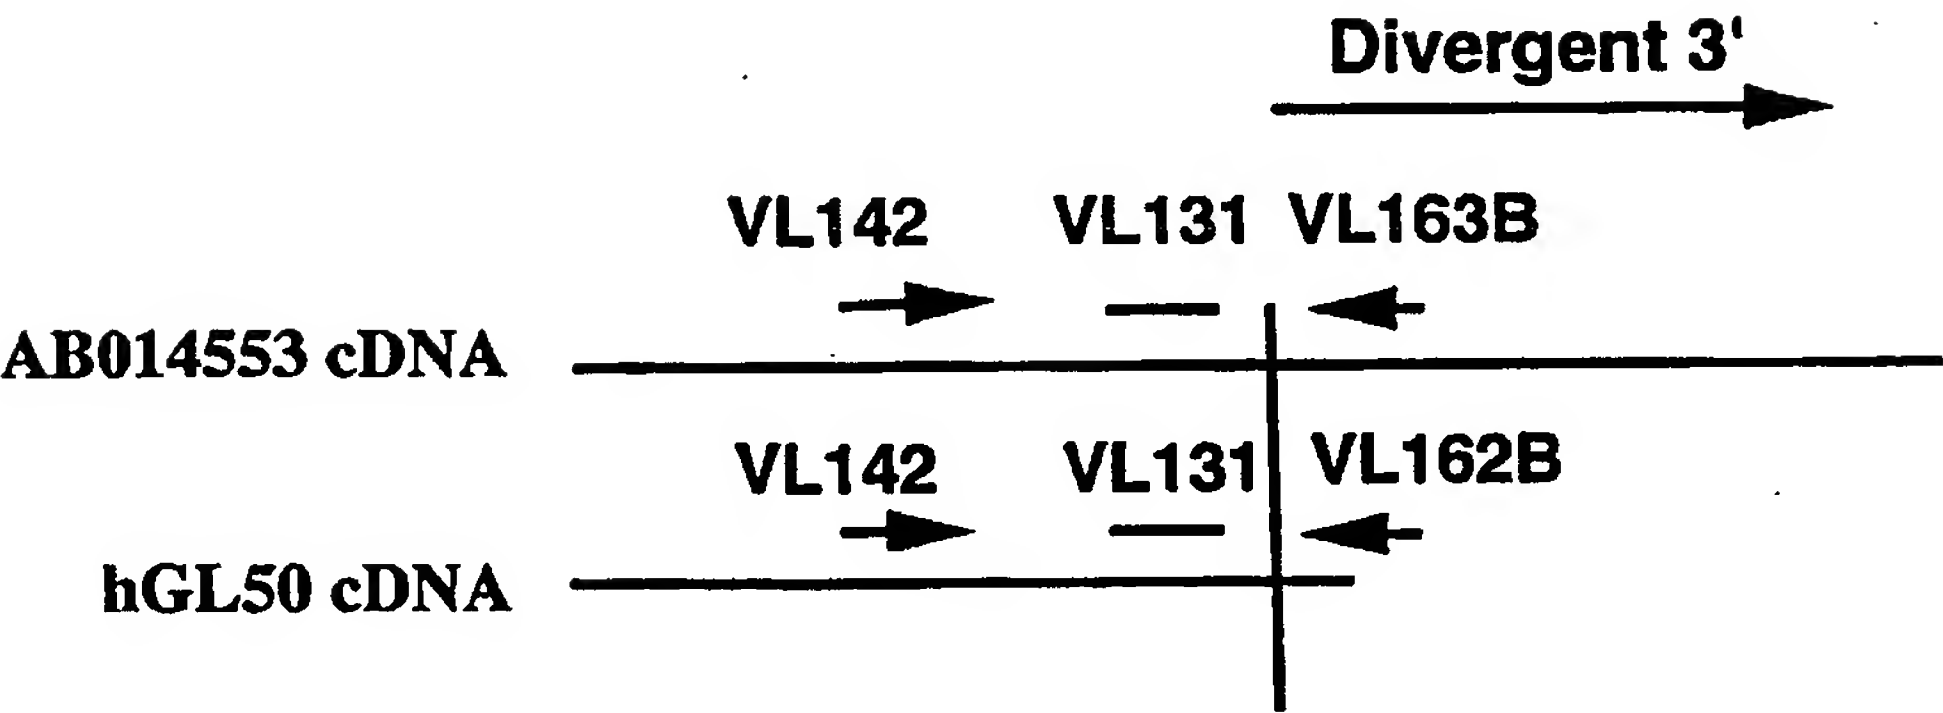 Divergent 3'
VL142 VL131 VL163B
AB014553 cDNA
VL142 VL131 VL162B
hGL50 cDNA